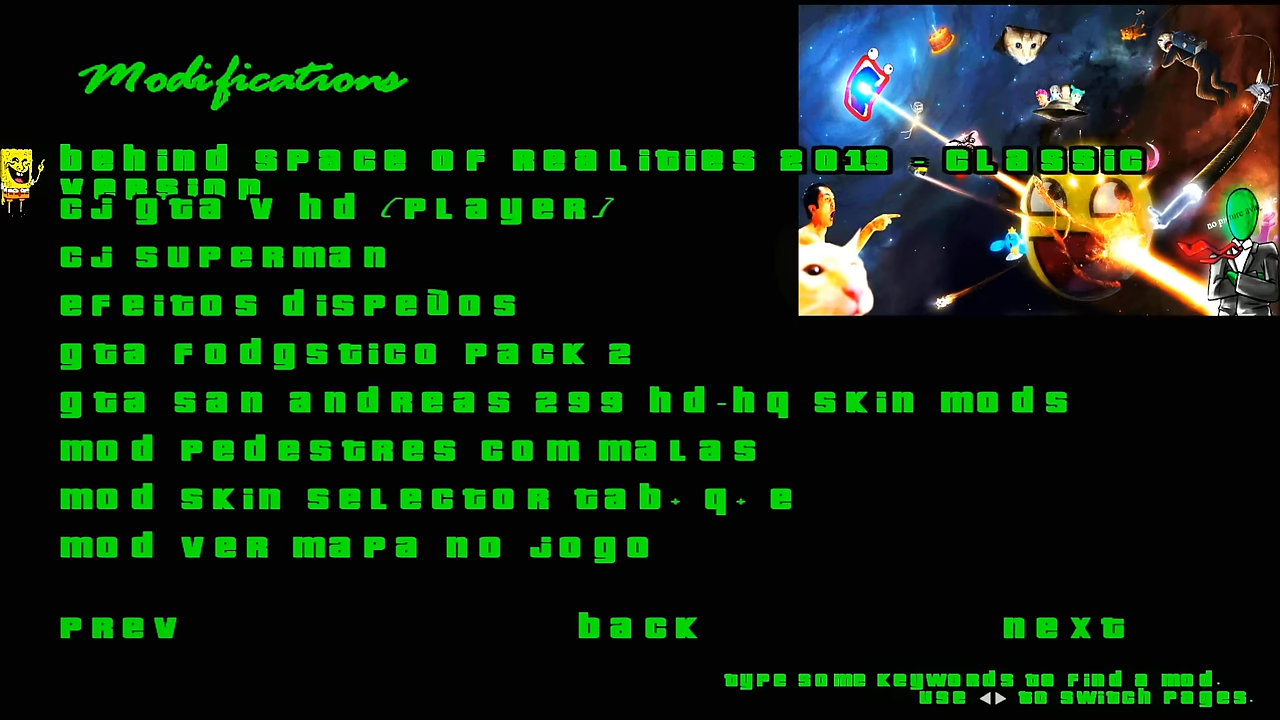 Modifications
behind space of realities 2019 - classic
version
cj gta v hd (player)
cj superman
efeitos dispeÙos
gta fodgstico pack 2
gta san andreas 299 hd-hq skin mods
mod pedestres com malas
mod skin selector tab+ q+ e
mod ver mapa no jogo
prev back next
type some keywords to find a mod.
use ◀▶ to switch pages.